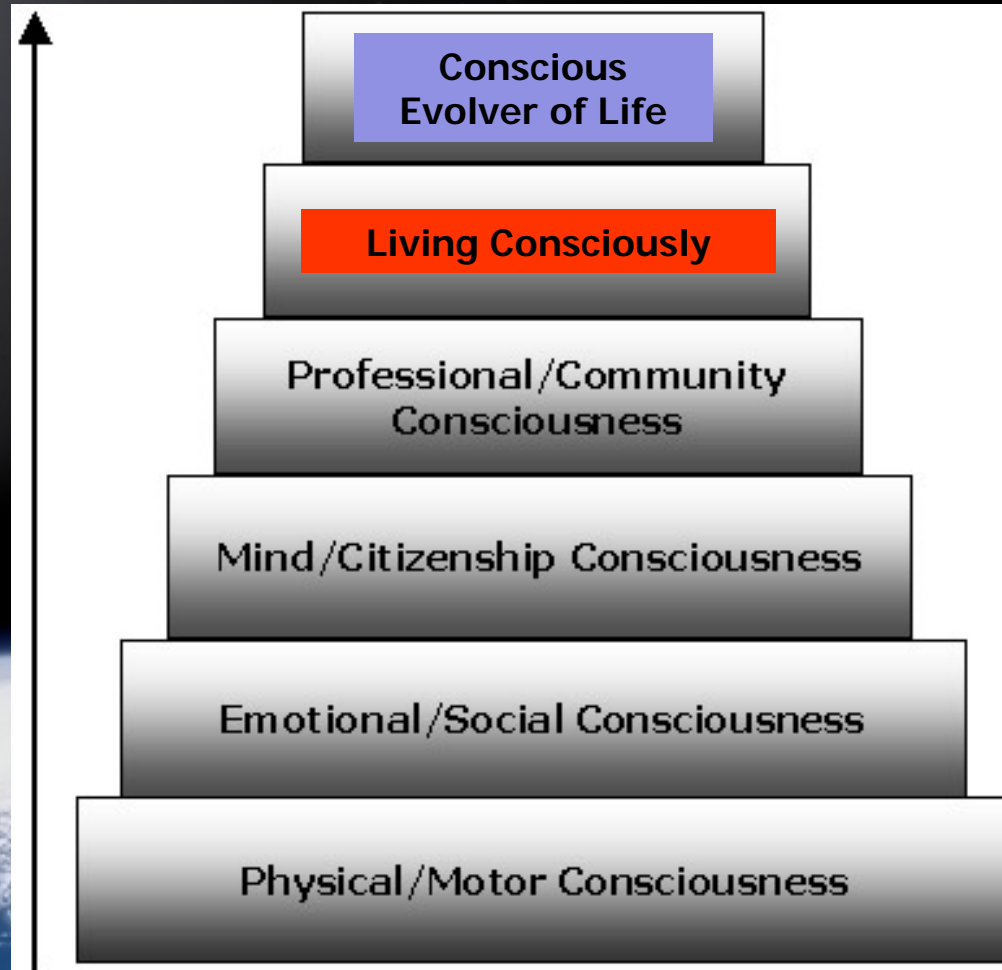 Conscious
Evolver of Life
Living Consciously
Professional/Community
Consciousness
Mind/Citizenship Consciousness
Emotional/Social Consciousness
Physical/Motor Consciousness